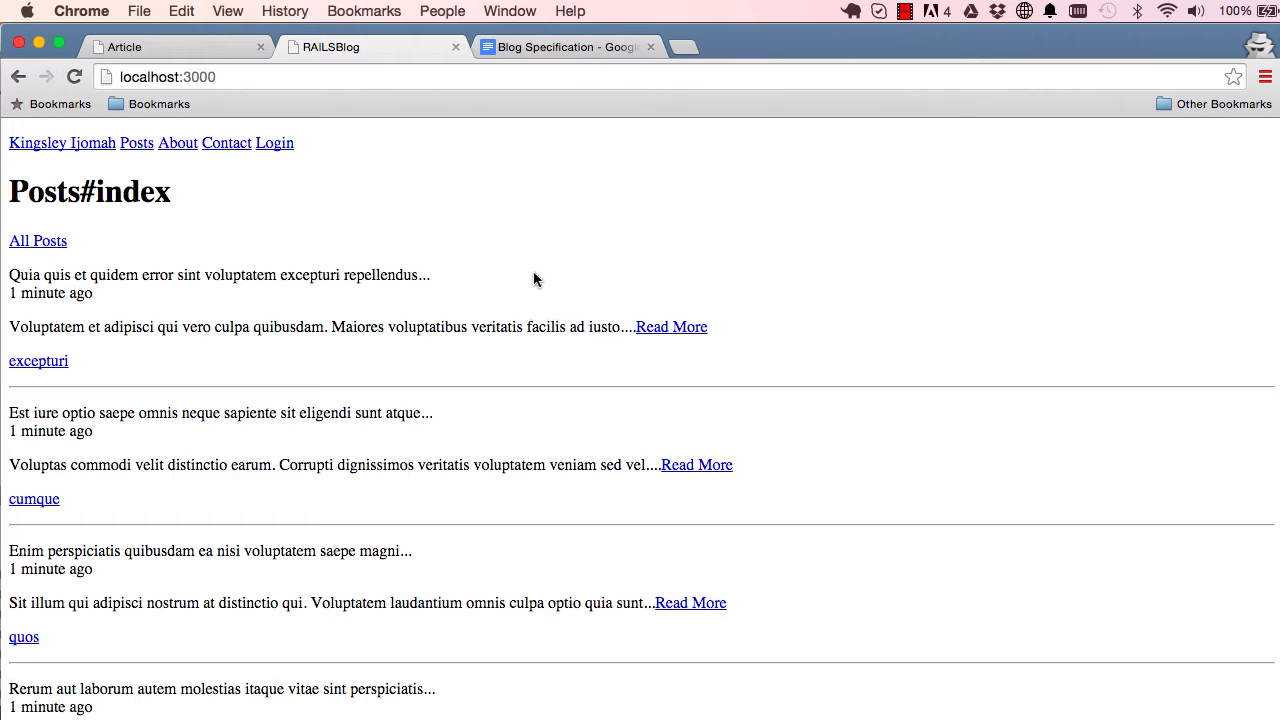 Chrome File Edit View History Bookmarks People Window Help 4 100%
Article RAILSBlog Blog Specification - Googl
localhost:3000
Bookmarks Bookmarks Other Bookmarks
Kingsley Ijomah Posts About Contact Login
Posts#index
All Posts
Quia quis et quidem error sint voluptatem excepturi repellendus...
1 minute ago
Voluptatem et adipisci qui vero culpa quibusdam. Maiores voluptatibus veritatis facilis ad iusto....Read More
excepturi
Est iure optio saepe omnis neque sapiente sit eligendi sunt atque...
1 minute ago
Voluptas commodi velit distinctio earum. Corrupti dignissimos veritatis voluptatem veniam sed vel....Read More
cumque
Enim perspiciatis quibusdam ea nisi voluptatem saepe magni...
1 minute ago
Sit illum qui adipisci nostrum at distinctio qui. Voluptatem laudantium omnis culpa optio quia sunt...Read More
quos
Rerum aut laborum autem molestias itaque vitae sint perspiciatis...
1 minute ago